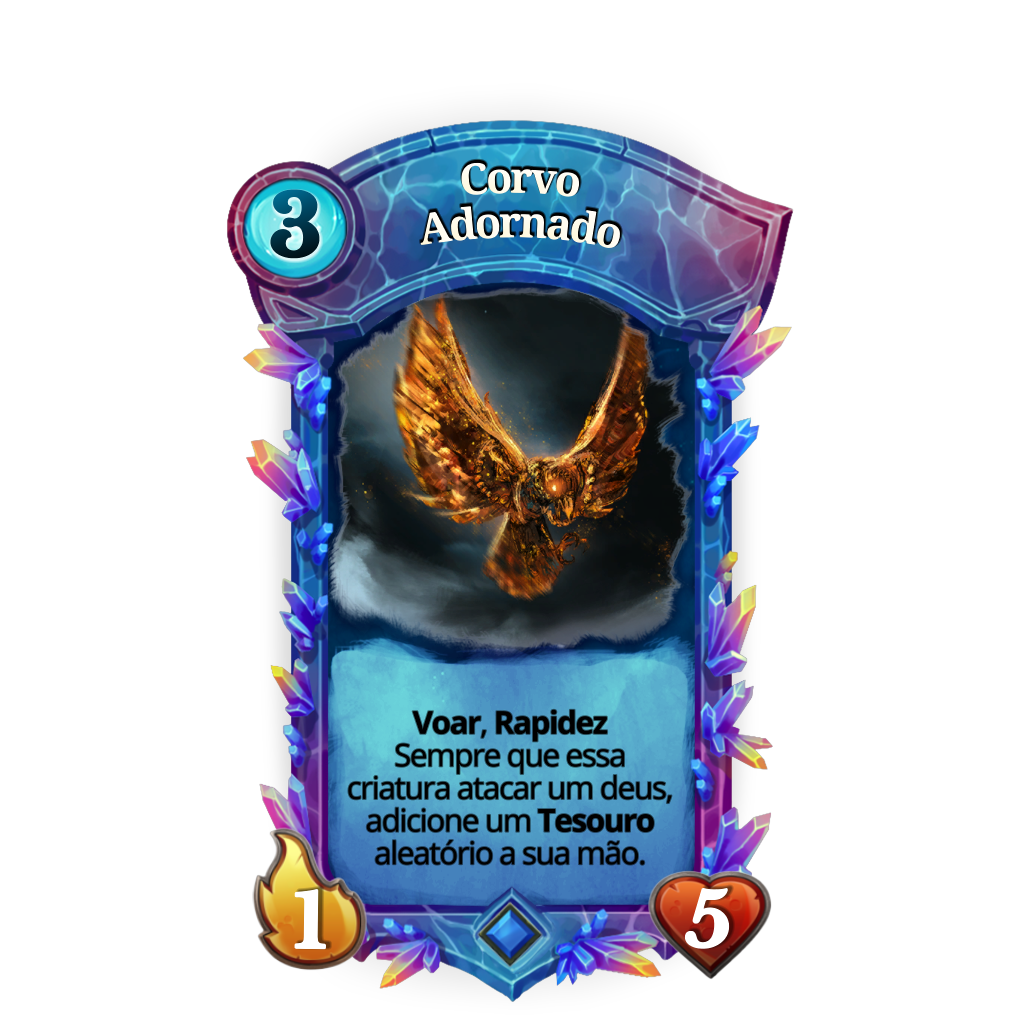 3
Corvo
Adornado
Voar, Rapidez
Sempre que essa
criatura atacar um deus,
adicione um Tesouro
aleatório a sua mão.
1
5